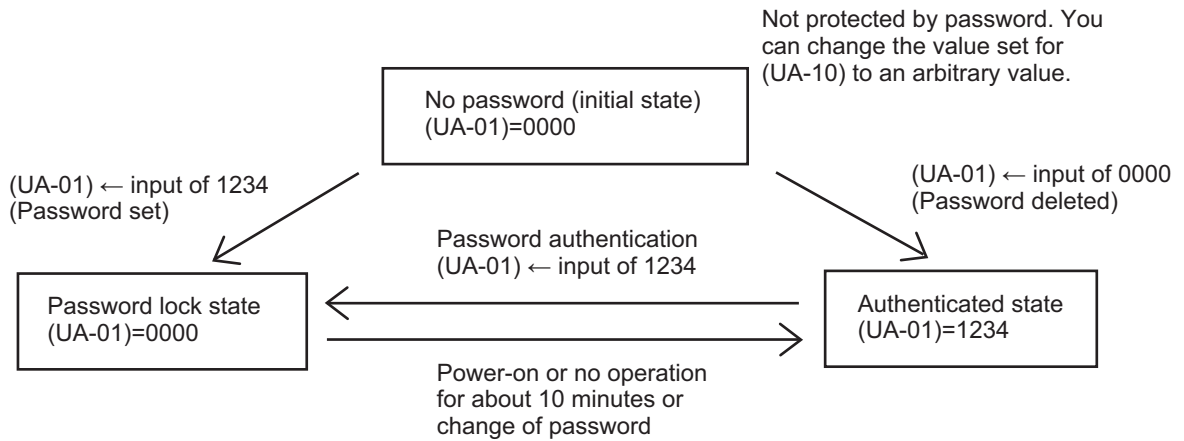 Not protected by password. You
can change the value set for
(UA-10) to an arbitrary value.
No password (initial state)
(UA-01)=0000
(UA-01) ← input of 1234
(Password set)
(UA-01) ← input of 0000
(Password deleted)
Password authentication
(UA-01) ← input of 1234
Password lock state
(UA-01)=0000
Authenticated state
(UA-01)=1234
Power-on or no operation
for about 10 minutes or
change of password